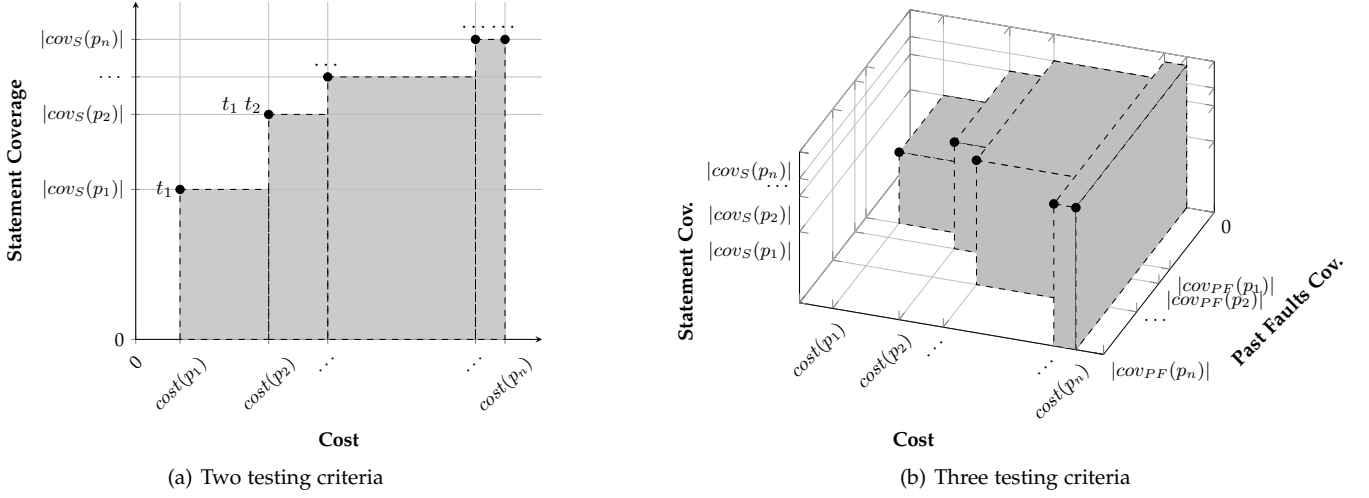 Statement Coverage
|cov_S(p_n)|
...
|cov_S(p_2)|
|cov_S(p_1)|
0
... ...
...
t_1 t_2
t_1
0
cost(p_1)
cost(p_2)
...
...
cost(p_n)
Cost
(a) Two testing criteria
Statement Cov.
|cov_S(p_n)|
...
|cov_S(p_2)|
|cov_S(p_1)|
cost(p_1)
cost(p_2)
...
...
cost(p_n)
Cost
0
|cov_PF(p_1)|
|cov_PF(p_2)|
...
|cov_PF(p_n)|
Past Faults Cov.
(b) Three testing criteria